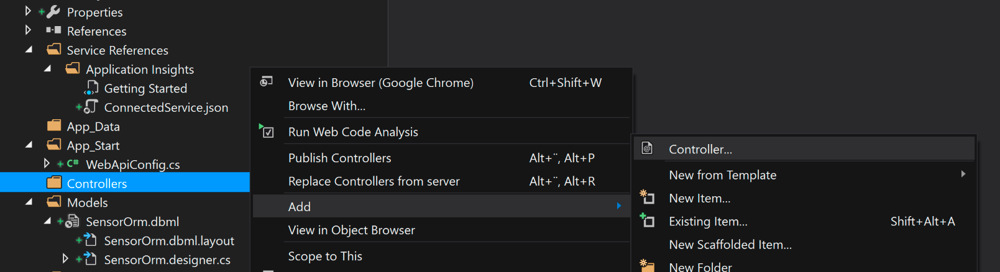 Properties
References
Service References
Application Insights
Getting Started
ConnectedService.json
App_Data
App_Start
C# WebApiConfig.cs
Controllers
Models
SensorOrm.dbml
SensorOrm.dbml.layout
SensorOrm.designer.cs
View in Browser (Google Chrome) Ctrl+Shift+W
Browse With...
Run Web Code Analysis
Publish Controllers Alt+¨, Alt+P
Replace Controllers from server Alt+¨, Alt+R
Add
View in Object Browser
Scope to This
Controller...
New from Template
New Item...
Existing Item... Shift+Alt+A
New Scaffolded Item...
New Folder